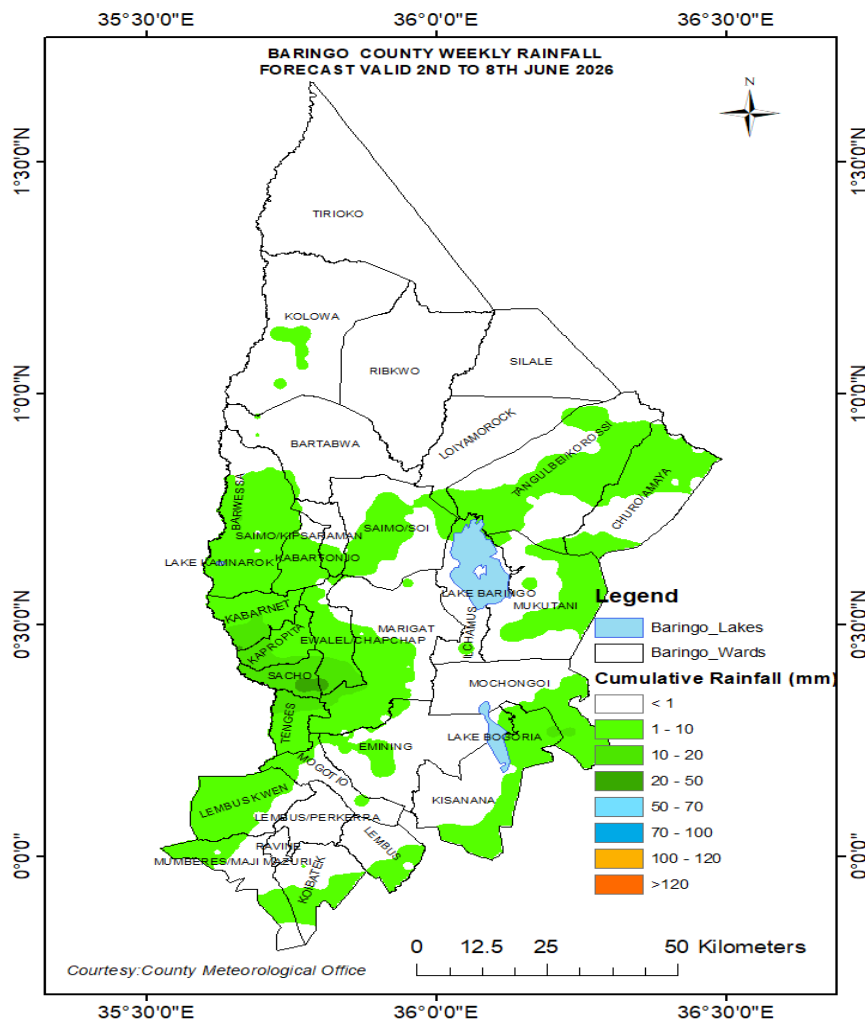 35°30'0"E 36°0'0"E 36°30'0"E
BARINGO COUNTY WEEKLY RAINFALL
FORECAST VALID 2ND TO 8TH JUNE 2026
N
1°30'0"N 1°30'0"N
TIRIOKO
KOLOWA
SILALE
RIBKWO
1°0'0"N 1°0'0"N
LOIYAMOROCK
BARTABWA
TANGULBEI/KOROSSI
BARWESSA
CHURO/AMAYA
SAIMO/SOI
SAIMO/KIPSARAMAN
LAKE KAMNAROK
KABARTONJO
LAKE BARINGO
MUKUTANI
KABARNET
MARIGAT
ILCHAMUS
0°30'0"N 0°30'0"N
EWALEL/CHAPCHAP
KAPROPITA
SACHO
MOCHONGOI
TENGES
LAKE BOGORIA
EMINING
MOGOTIO
LEMBUS KWEN
KISANANA
LEMBUS/PERKERRA
LEMBUS
RAVINE
MUMBERES/MAJI MAZURI
KOIBATEK
0°0'0" 0°0'0"
Legend
Baringo_Lakes
Baringo_Wards
Cumulative Rainfall (mm)
< 1
1 - 10
10 - 20
20 - 50
50 - 70
70 - 100
100 - 120
>120
0 12.5 25 50 Kilometers
Courtesy:County Meteorological Office
35°30'0"E 36°0'0"E 36°30'0"E